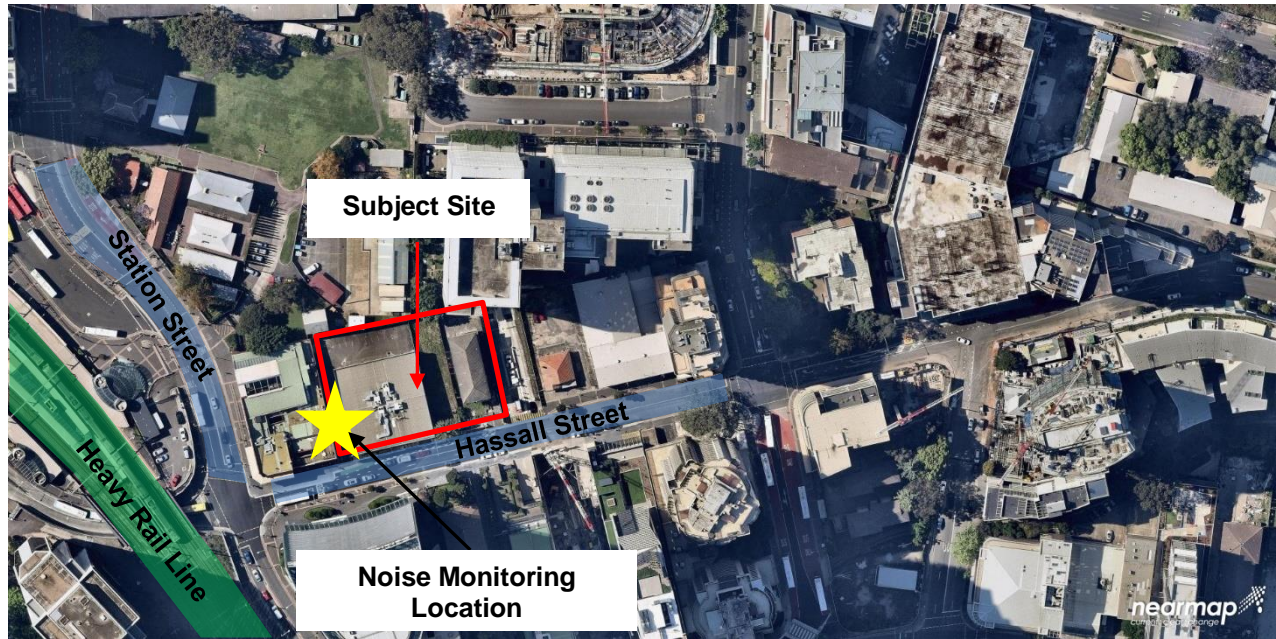 Subject Site
Station Street
Hassall Street
Heavy Rail Line
Noise Monitoring
Location
nearmap